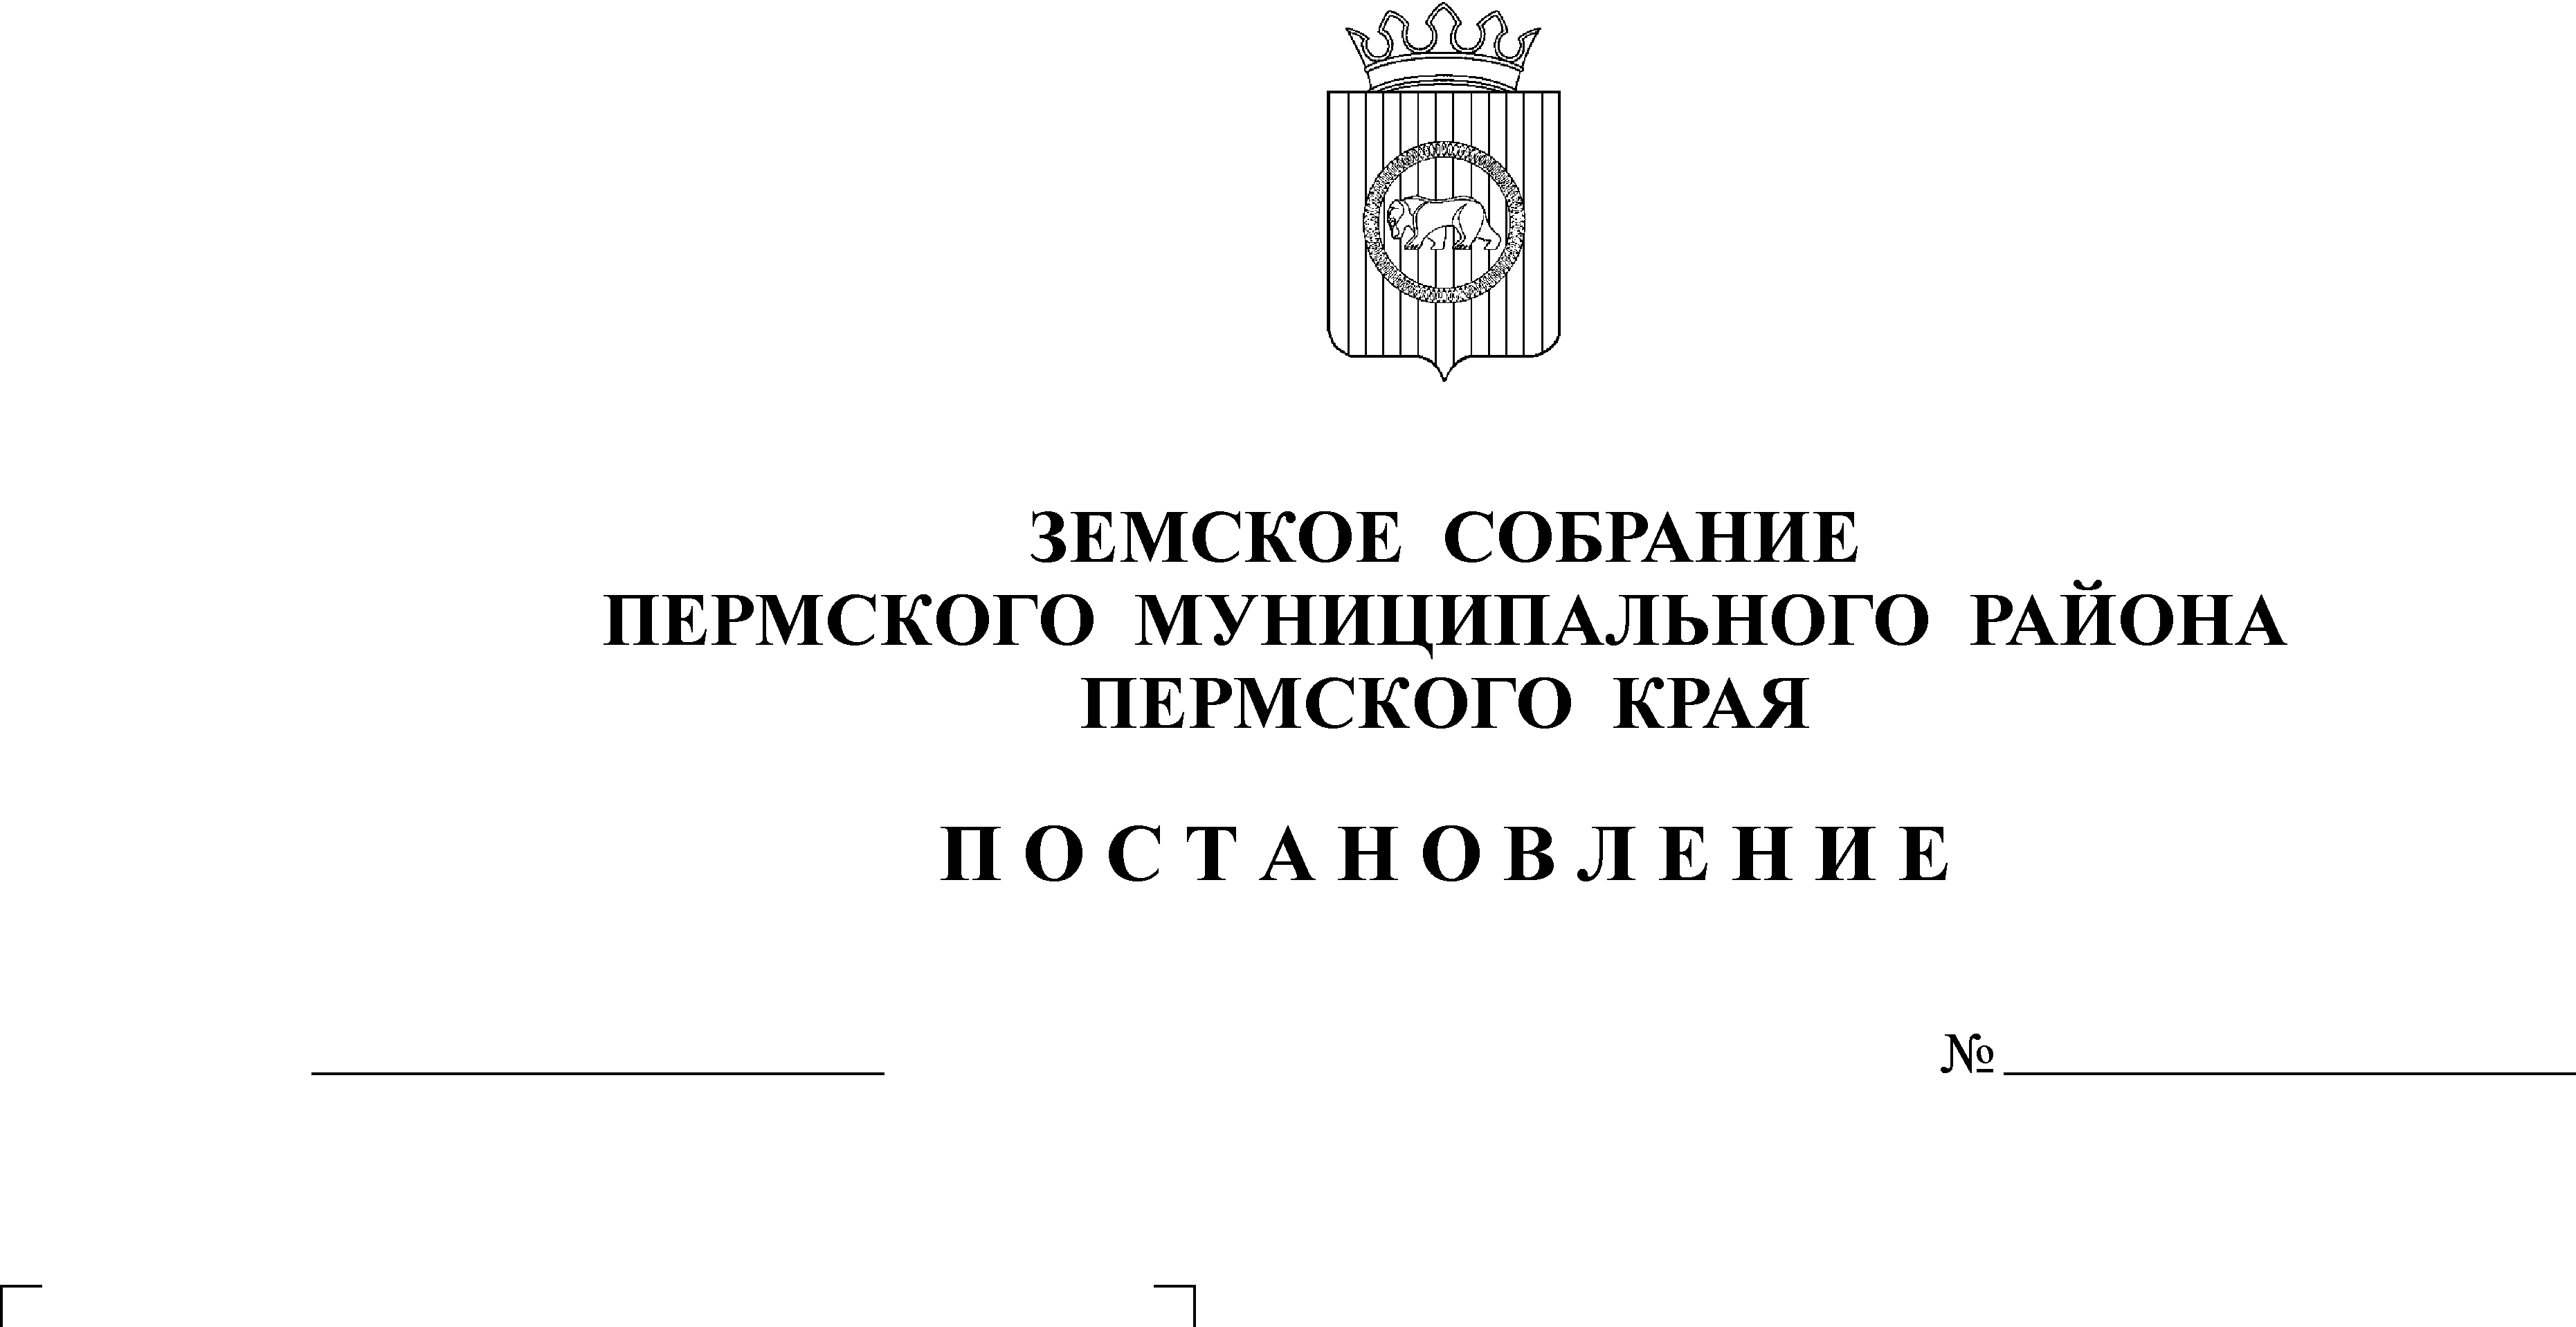 ЗЕМСКОЕ СОБРАНИЕ
ПЕРМСКОГО МУНИЦИПАЛЬНОГО РАЙОНА
ПЕРМСКОГО КРАЯ
П О С Т А Н О В Л Е Н И Е
№